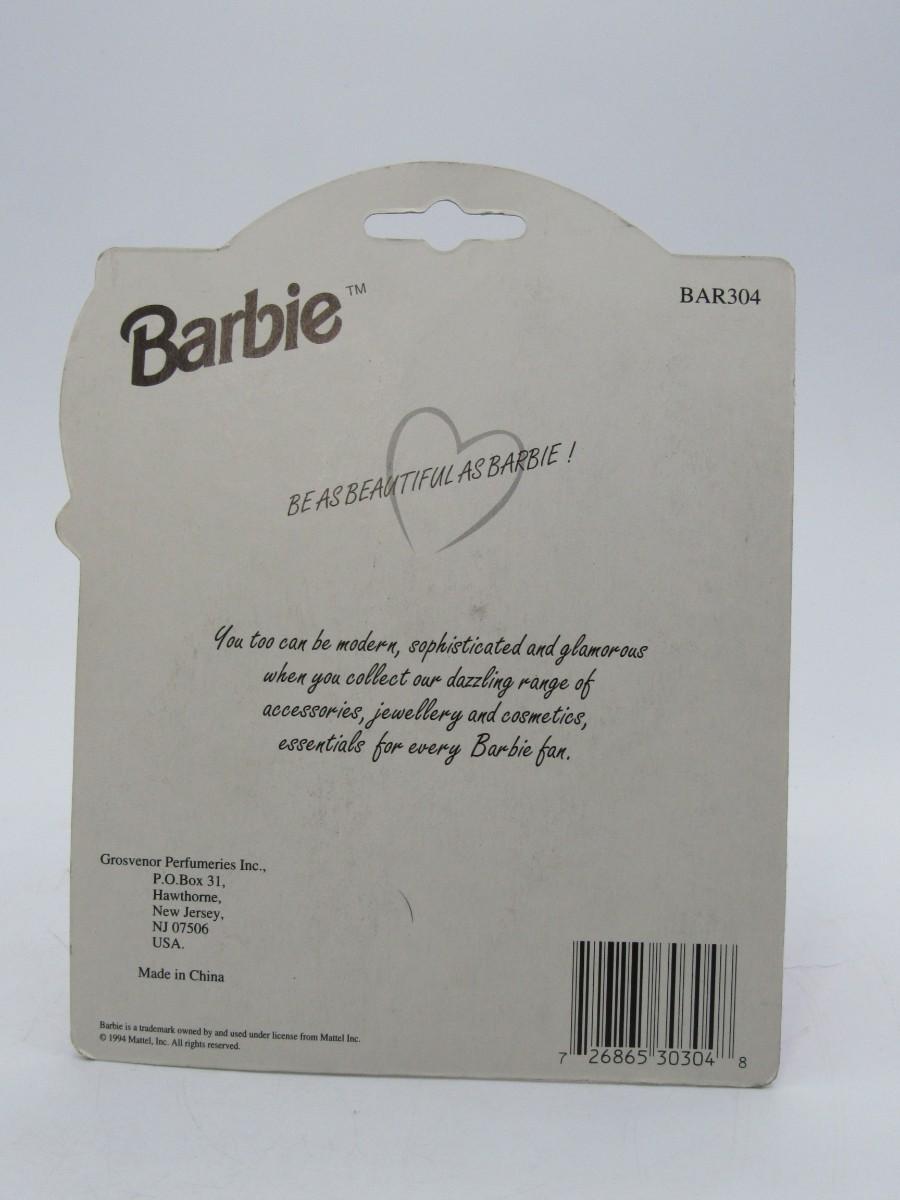 Barbie™
BAR304
BE AS BEAUTIFUL AS BARBIE !
You too can be modern, sophisticated and glamorous
when you collect our dazzling range of
accessories, jewellery and cosmetics,
essentials for every Barbie fan.
Grosvenor Perfumeries Inc.,
P.O.Box 31,
Hawthorne,
New Jersey,
NJ 07506
USA.
Made in China
Barbie is a trademark owned by and used under license from Mattel Inc.
© 1994 Mattel, Inc. All rights reserved.
7 26865 30304 8